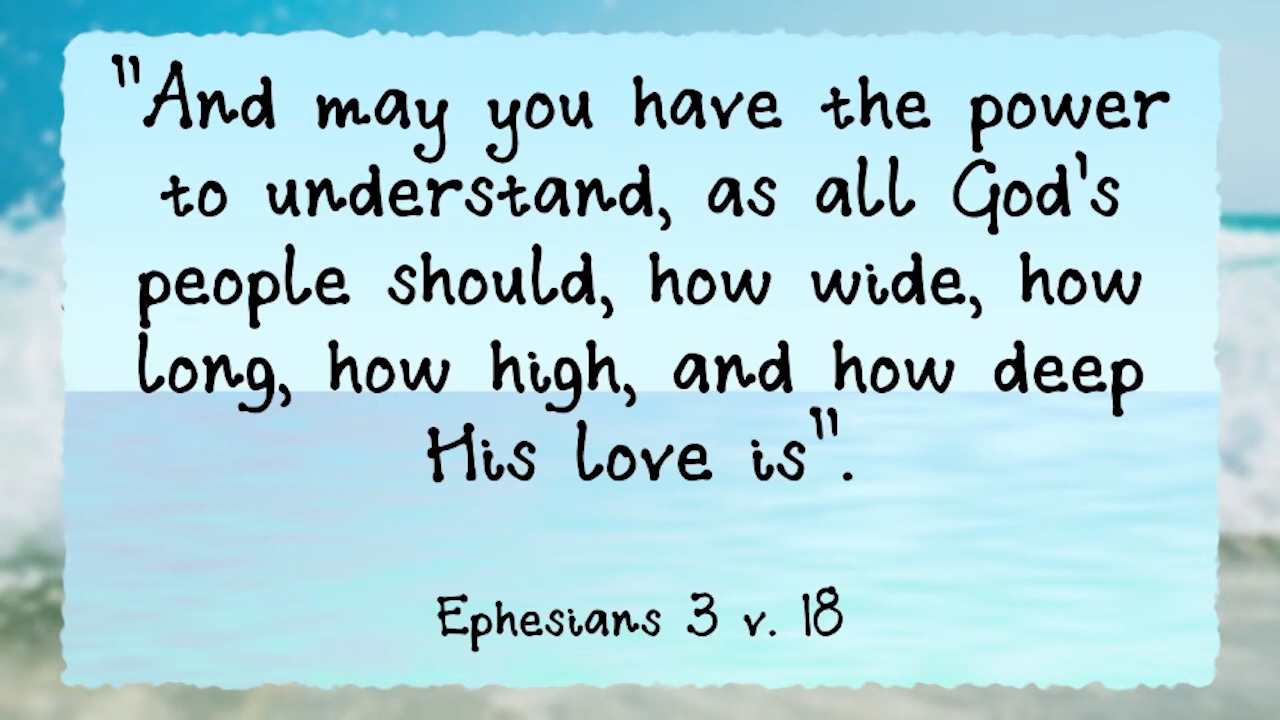 "And may you have the power
to understand, as all God's
people should, how wide, how
long, how high, and how deep
His love is".
Ephesians 3 v. 18